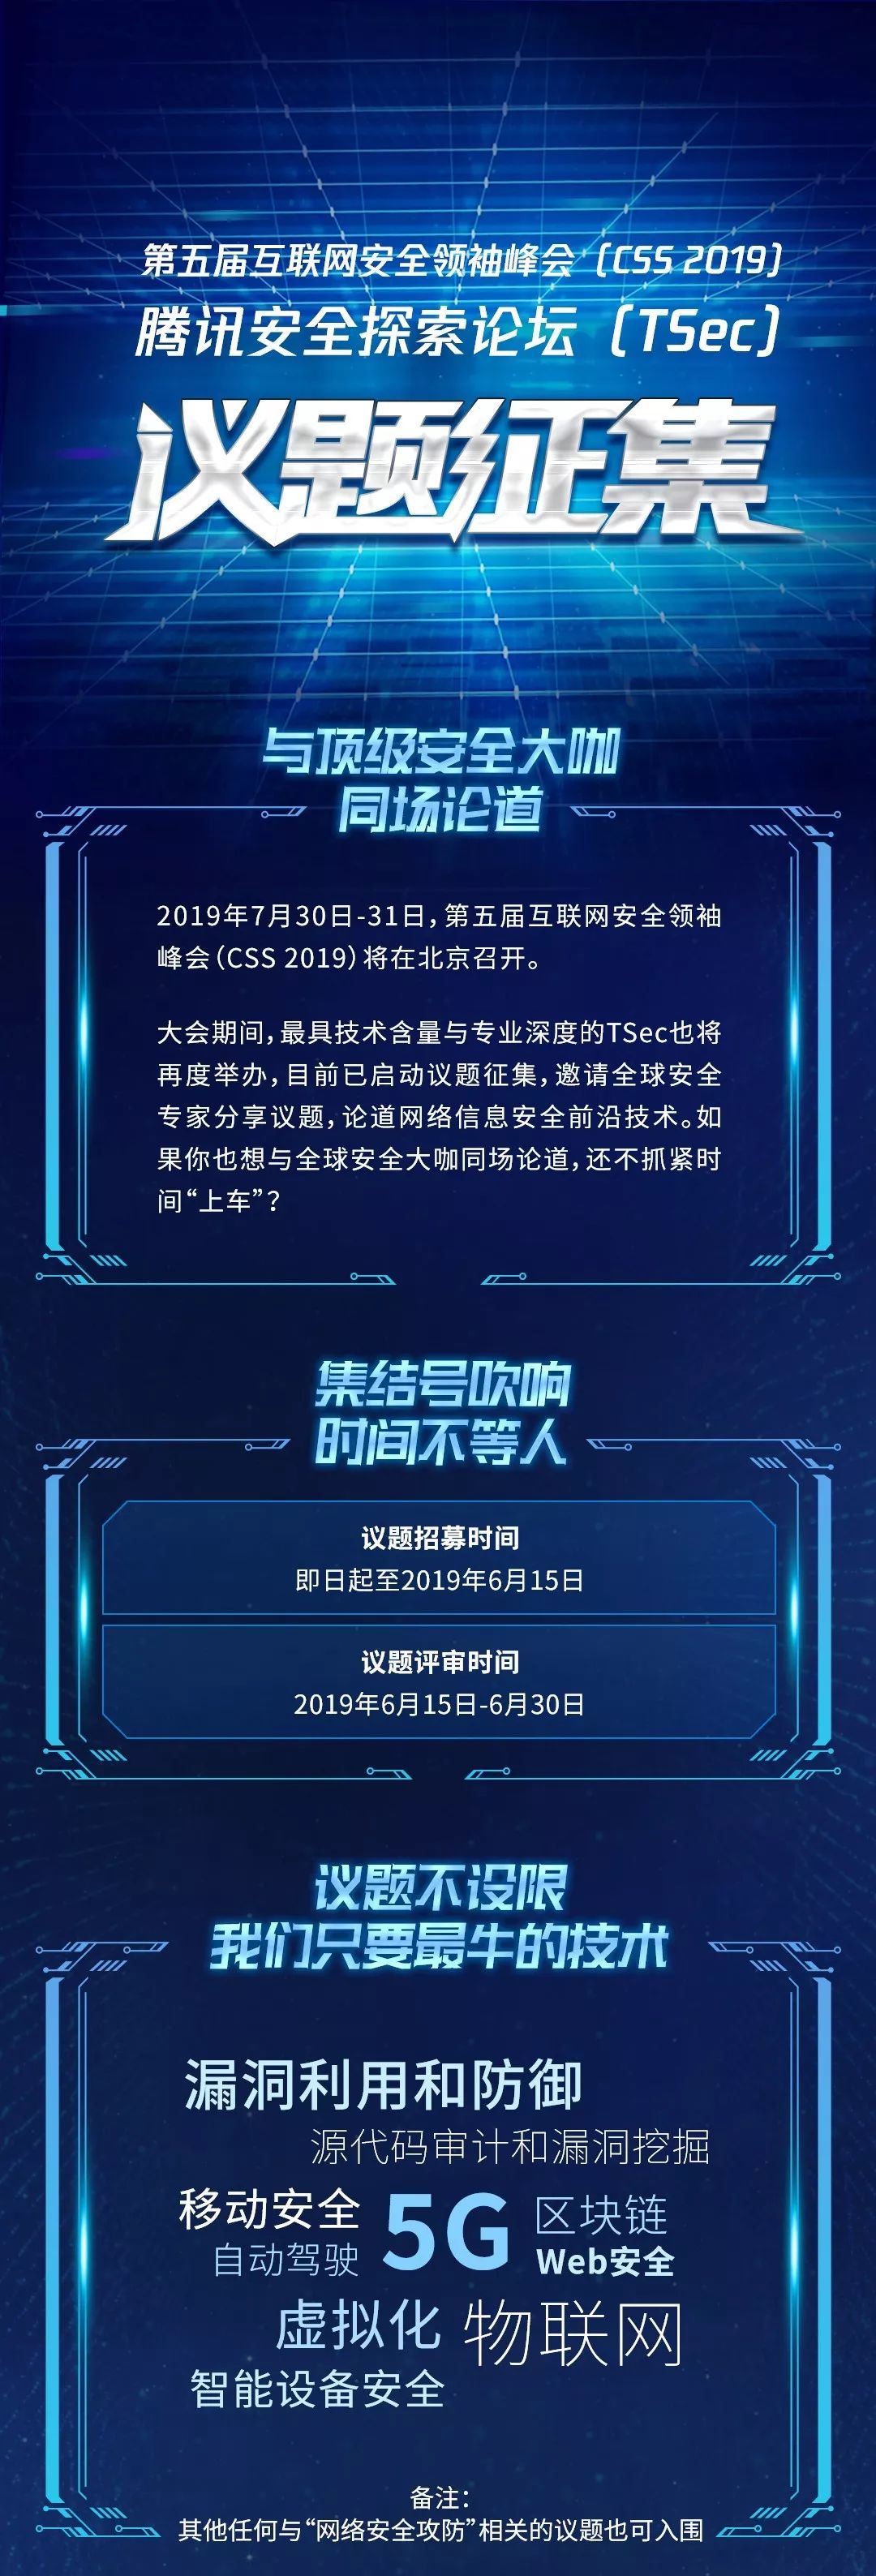 第五届互联网安全领袖峰会（CSS 2019）
腾讯安全探索论坛（TSec）
议题征集
与顶级安全大咖
同场论道
2019年7月30日-31日，第五届互联网安全领袖
峰会（CSS 2019）将在北京召开。
大会期间，最具技术含量与专业深度的TSec也将
再度举办，目前已启动议题征集，邀请全球安全
专家分享议题，论道网络信息安全前沿技术。如
果你也想与全球安全大咖同场论道，还不抓紧时
间“上车”？
集结号吹响
时间不等人
议题招募时间
即日起至2019年6月15日
议题评审时间
2019年6月15日-6月30日
议题不设限
我们只要最牛的技术
漏洞利用和防御
源代码审计和漏洞挖掘
移动安全 5G 区块链
自动驾驶 Web安全
虚拟化 物联网
智能设备安全
备注：
其他任何与“网络安全攻防”相关的议题也可入围